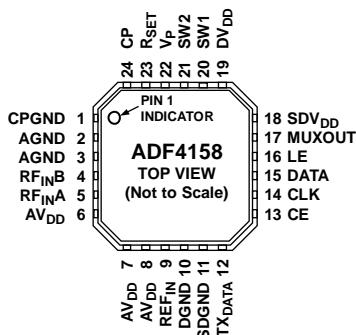 24 CP
23 RSET
22 VP
21 SW2
20 SW1
19 DVDD
CPGND 1
AGND 2
AGND 3
RFINB 4
RFINA 5
AVDD 6
PIN 1
INDICATOR
ADF4158
TOP VIEW
(Not to Scale)
18 SDVDD
17 MUXOUT
16 LE
15 DATA
14 CLK
13 CE
AVDD 7
AVDD 8
REFIN 9
DGND 10
SDGND 11
TXDATA 12